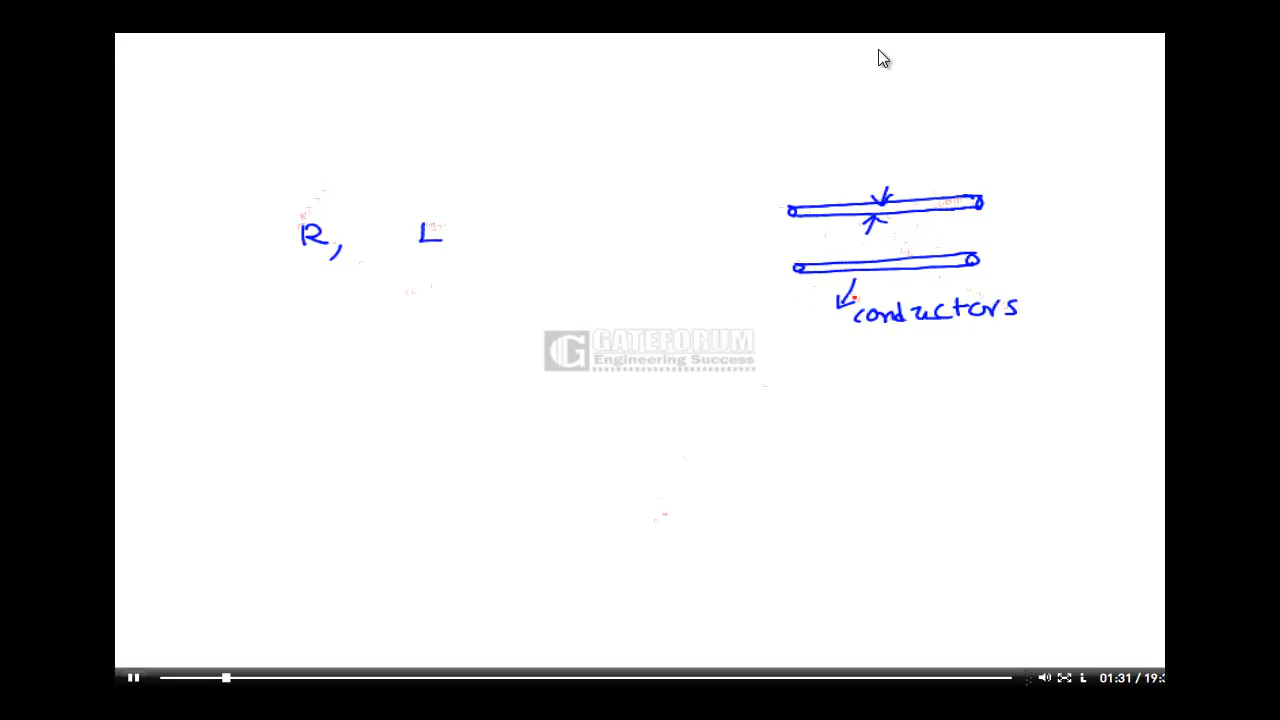 R, L
conductors
GATEFORUM
Engineering Success
01:31 / 19: